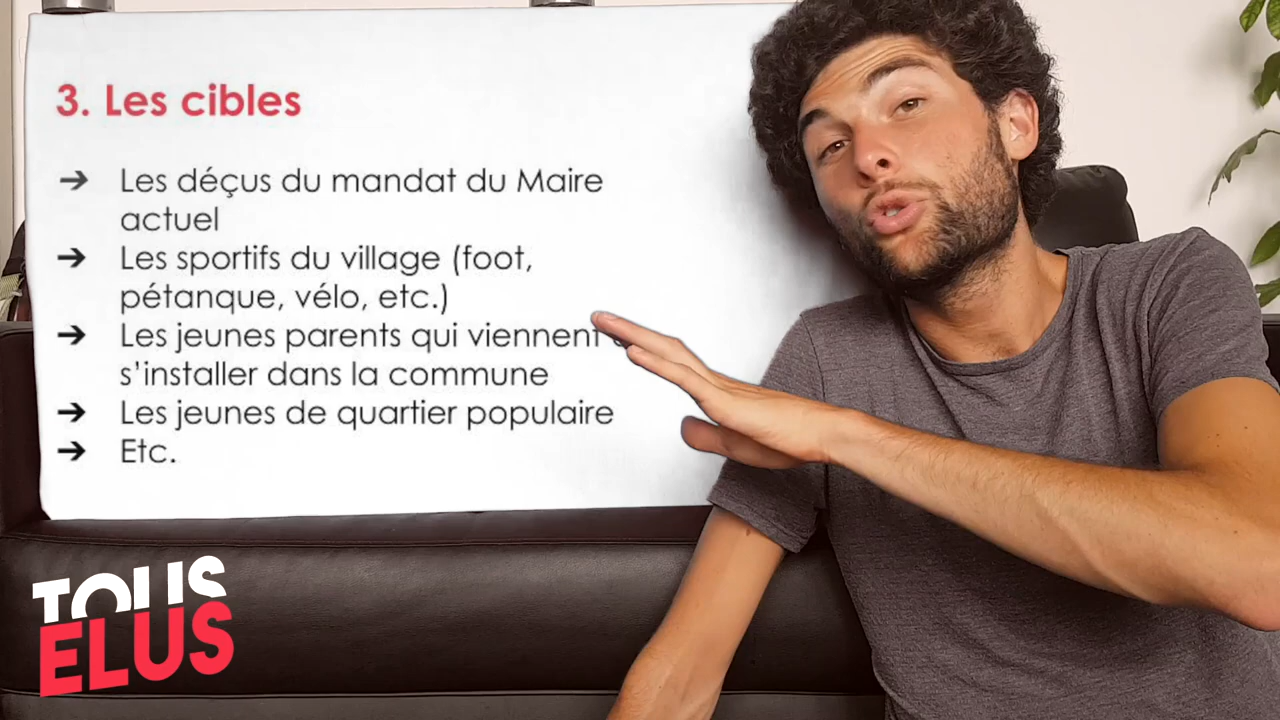 3. Les cibles
➔ Les déçus du mandat du Maire
actuel
➔ Les sportifs du village (foot,
pétanque, vélo, etc.)
➔ Les jeunes parents qui viennent
s'installer dans la commune
➔ Les jeunes de quartier populaire
➔ Etc.
TOUS
ELUS